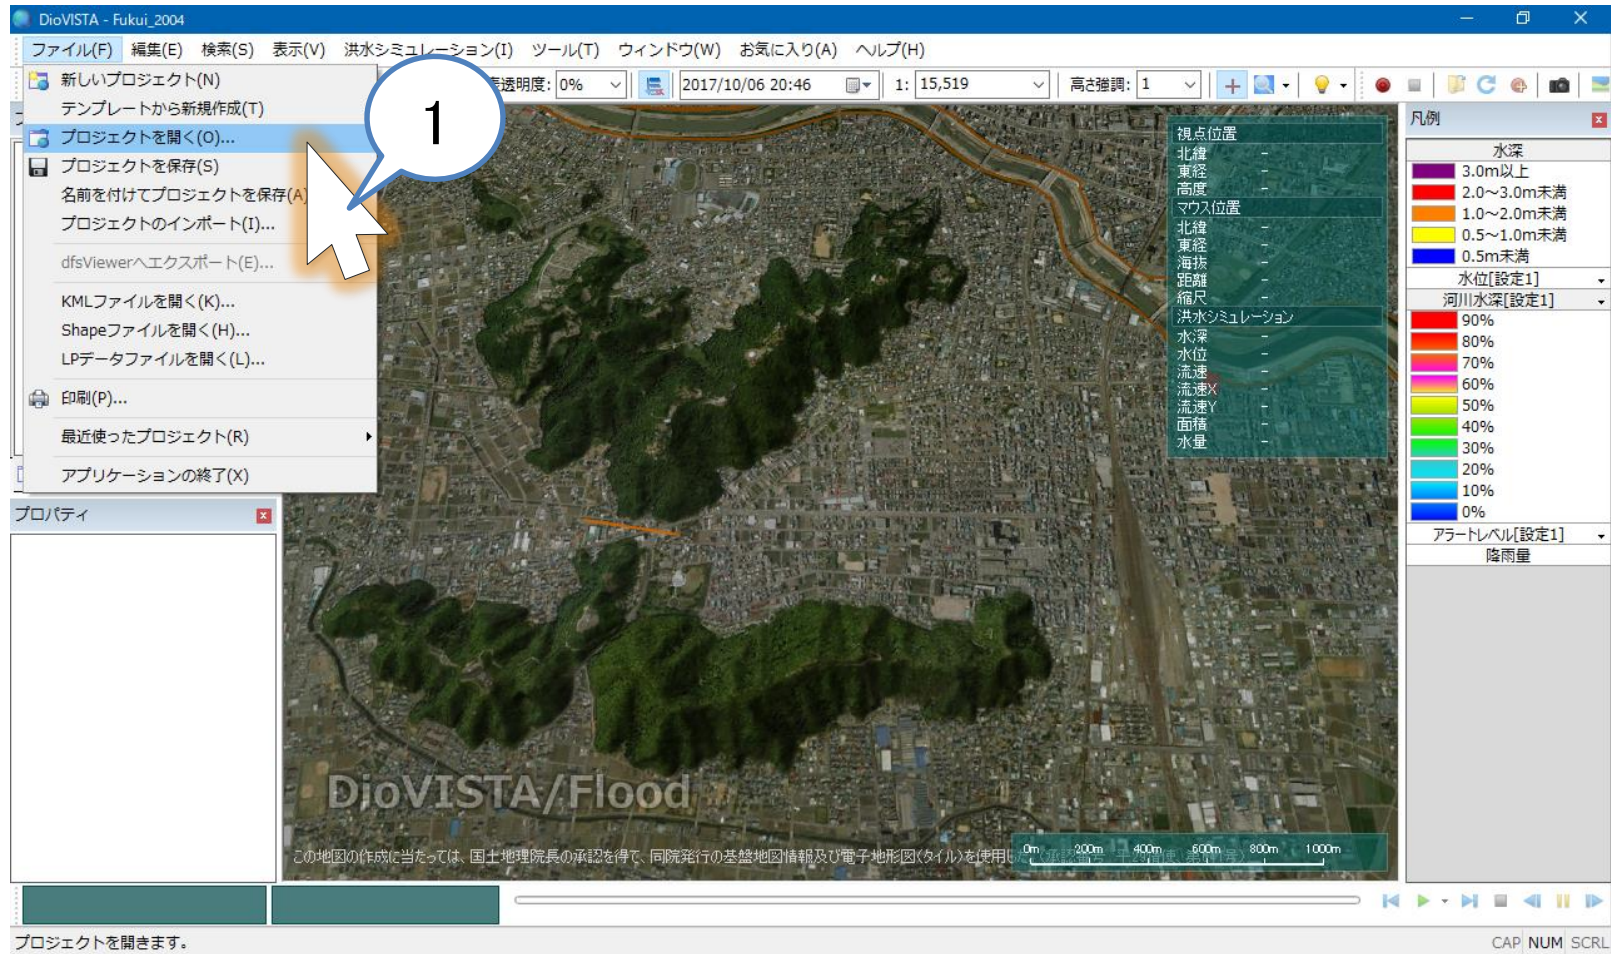 DioVISTA - Fukui_2004
ファイル(F) 編集(E) 検索(S) 表示(V) 洪水シミュレーション(I) ツール(T) ウィンドウ(W) お気に入り(A) ヘルプ(H)
透明度: 0% 2017/10/06 20:46 1: 15,519 高さ強調: 1
新しいプロジェクト(N)
テンプレートから新規作成(T)
プロジェクトを開く(O)...
プロジェクトを保存(S)
名前を付けてプロジェクトを保存(A)
プロジェクトのインポート(I)...
dfsViewerへエクスポート(E)...
KMLファイルを開く(K)...
Shapeファイルを開く(H)...
LPデータファイルを開く(L)...
印刷(P)...
最近使ったプロジェクト(R)
アプリケーションの終了(X)
1
プロパティ
視点位置
北緯 -
東経 -
高度 -
マウス位置
北緯 -
東経 -
海抜 -
距離 -
縮尺 -
洪水シミュレーション
水深 -
水位 -
流速 -
流速X -
流速Y -
面積 -
水量 -
凡例
水深
3.0m以上
2.0～3.0m未満
1.0～2.0m未満
0.5～1.0m未満
0.5m未満
水位[設定1]
河川水深[設定1]
90%
80%
70%
60%
50%
40%
30%
20%
10%
0%
アラートレベル[設定1]
降雨量
DioVISTA/Flood
この地図の作成に当たっては、国土地理院長の承認を得て、同院発行の基盤地図情報及び電子地形図(タイル)を使用し
0m 200m 400m 600m 800m 1000m
プロジェクトを開きます。
CAP NUM SCRL